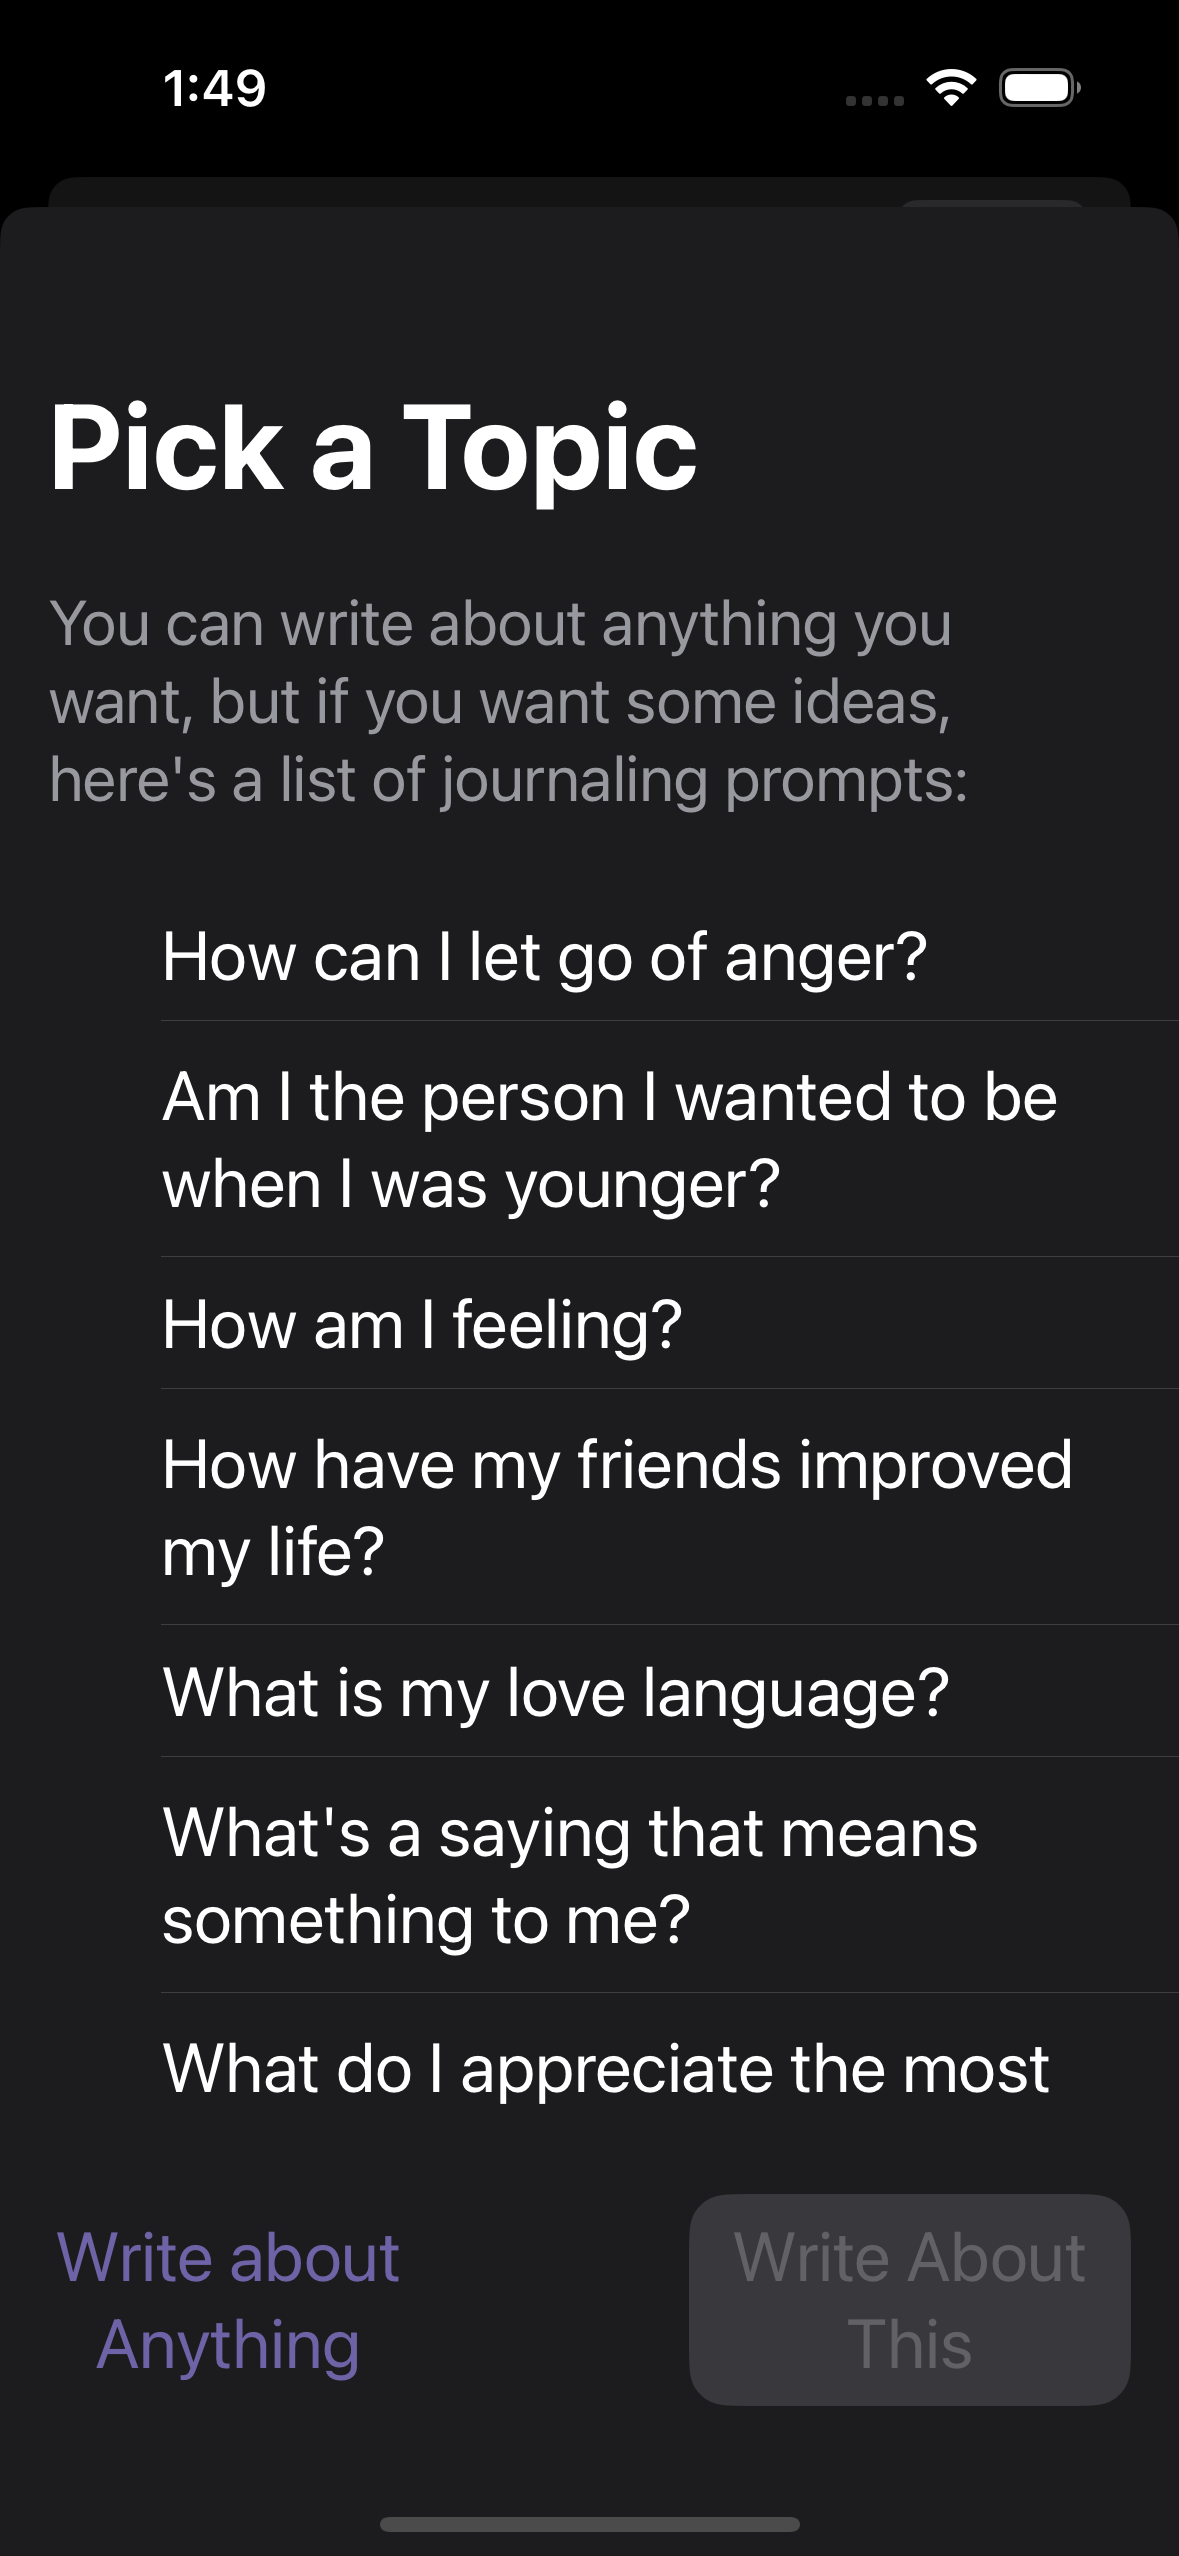 1:49
Pick a Topic
You can write about anything you
want, but if you want some ideas,
here's a list of journaling prompts:
How can I let go of anger?
Am I the person I wanted to be
when I was younger?
How am I feeling?
How have my friends improved
my life?
What is my love language?
What's a saying that means
something to me?
What do I appreciate the most
Write about
Anything
Write About
This